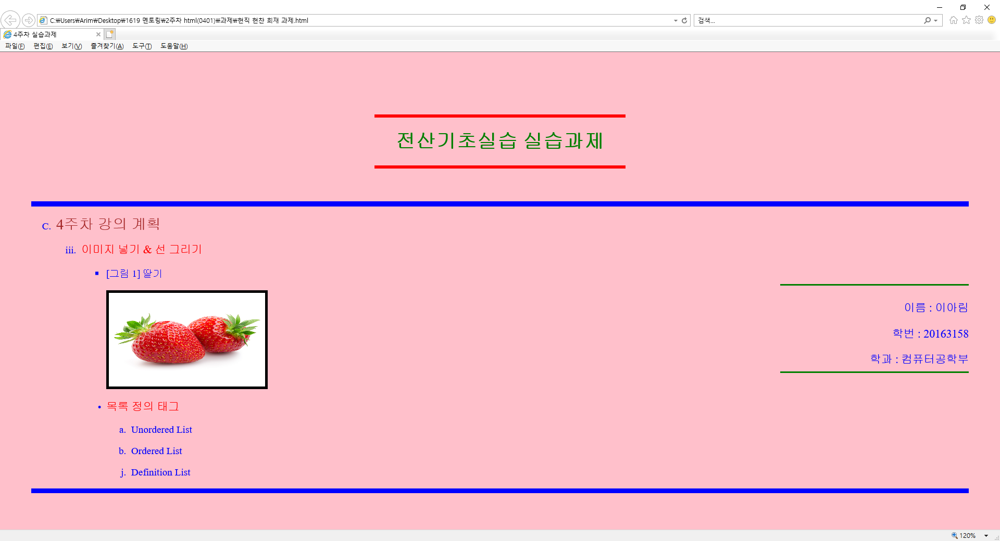 C:₩Users₩Arim₩Desktop₩1619 멘토링₩2주차 html(0401)₩과제₩현직 현찬 희재 과제.html
검색...
4주차 실습과제
파일(F) 편집(E) 보기(V) 즐겨찾기(A) 도구(T) 도움말(H)
전산기초실습 실습과제
C. 4주차 강의 계획
iii. 이미지 넣기 & 선 그리기
▪ [그림 1] 딸기
이름 : 이아림
학번 : 20163158
학과 : 컴퓨터공학부
• 목록 정의 태그
a. Unordered List
b. Ordered List
j. Definition List
120%